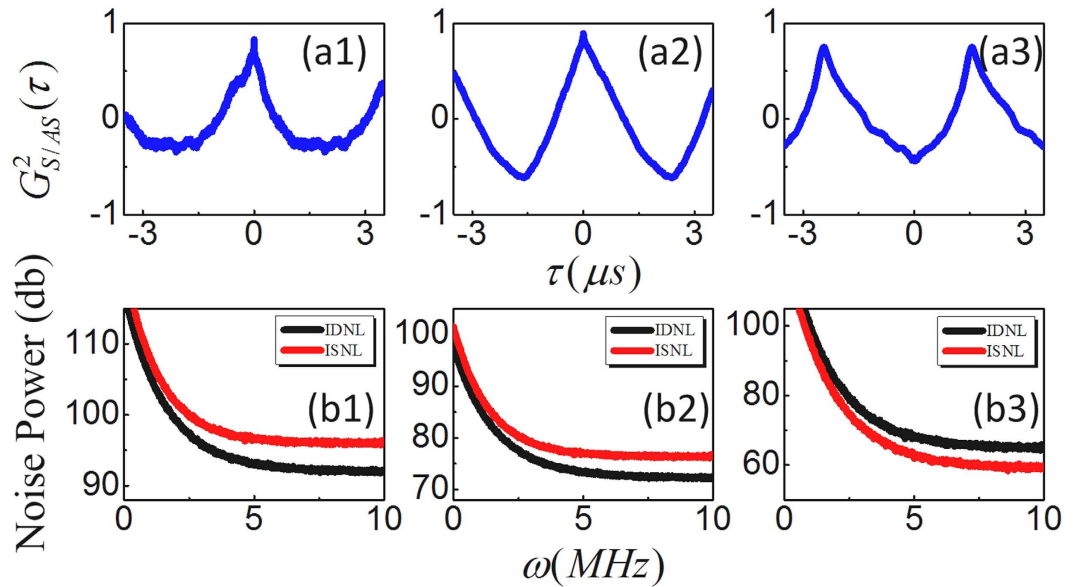 G²_{S/AS}(τ)
1
0
-1
(a1)
-3 0 3
1
0
-1
(a2)
-3 0 3
1
0
-1
(a3)
-3 0 3
τ(μs)
Noise Power (db)
110
100
90
IDNL
ISNL
(b1)
0 5 10
100
90
80
70
IDNL
ISNL
(b2)
0 5 10
100
80
60
IDNL
ISNL
(b3)
0 5 10
ω(MHz)